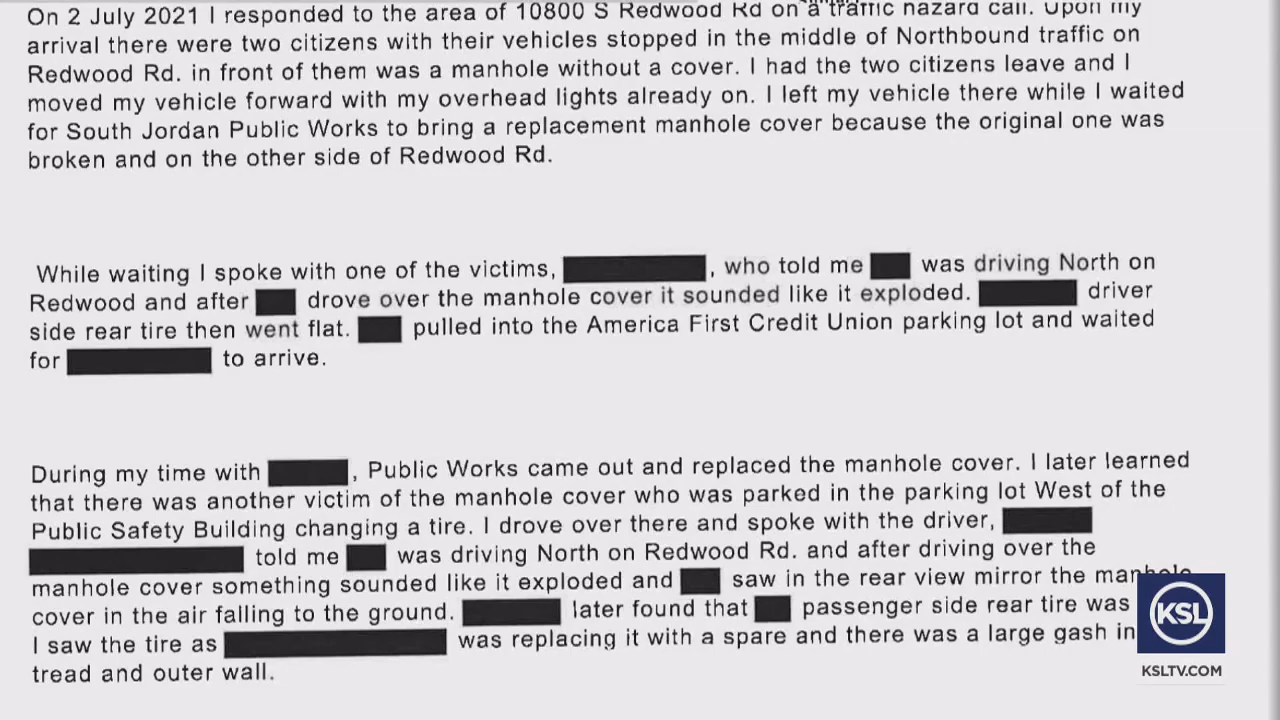 On 2 July 2021 I responded to the area of 10800 S Redwood Rd on a traffic hazard call. Upon my
arrival there were two citizens with their vehicles stopped in the middle of Northbound traffic on
Redwood Rd. in front of them was a manhole without a cover. I had the two citizens leave and I
moved my vehicle forward with my overhead lights already on. I left my vehicle there while I waited
for South Jordan Public Works to bring a replacement manhole cover because the original one was
broken and on the other side of Redwood Rd.
While waiting I spoke with one of the victims, , who told me was driving North on
Redwood and after drove over the manhole cover it sounded like it exploded. driver
side rear tire then went flat. pulled into the America First Credit Union parking lot and waited
for to arrive.
During my time with , Public Works came out and replaced the manhole cover. I later learned
that there was another victim of the manhole cover who was parked in the parking lot West of the
Public Safety Building changing a tire. I drove over there and spoke with the driver,
told me was driving North on Redwood Rd. and after driving over the
manhole cover something sounded like it exploded and saw in the rear view mirror the manhole
cover in the air falling to the ground. later found that passenger side rear tire was
I saw the tire as was replacing it with a spare and there was a large gash in
tread and outer wall.
KSL
KSLTV.COM